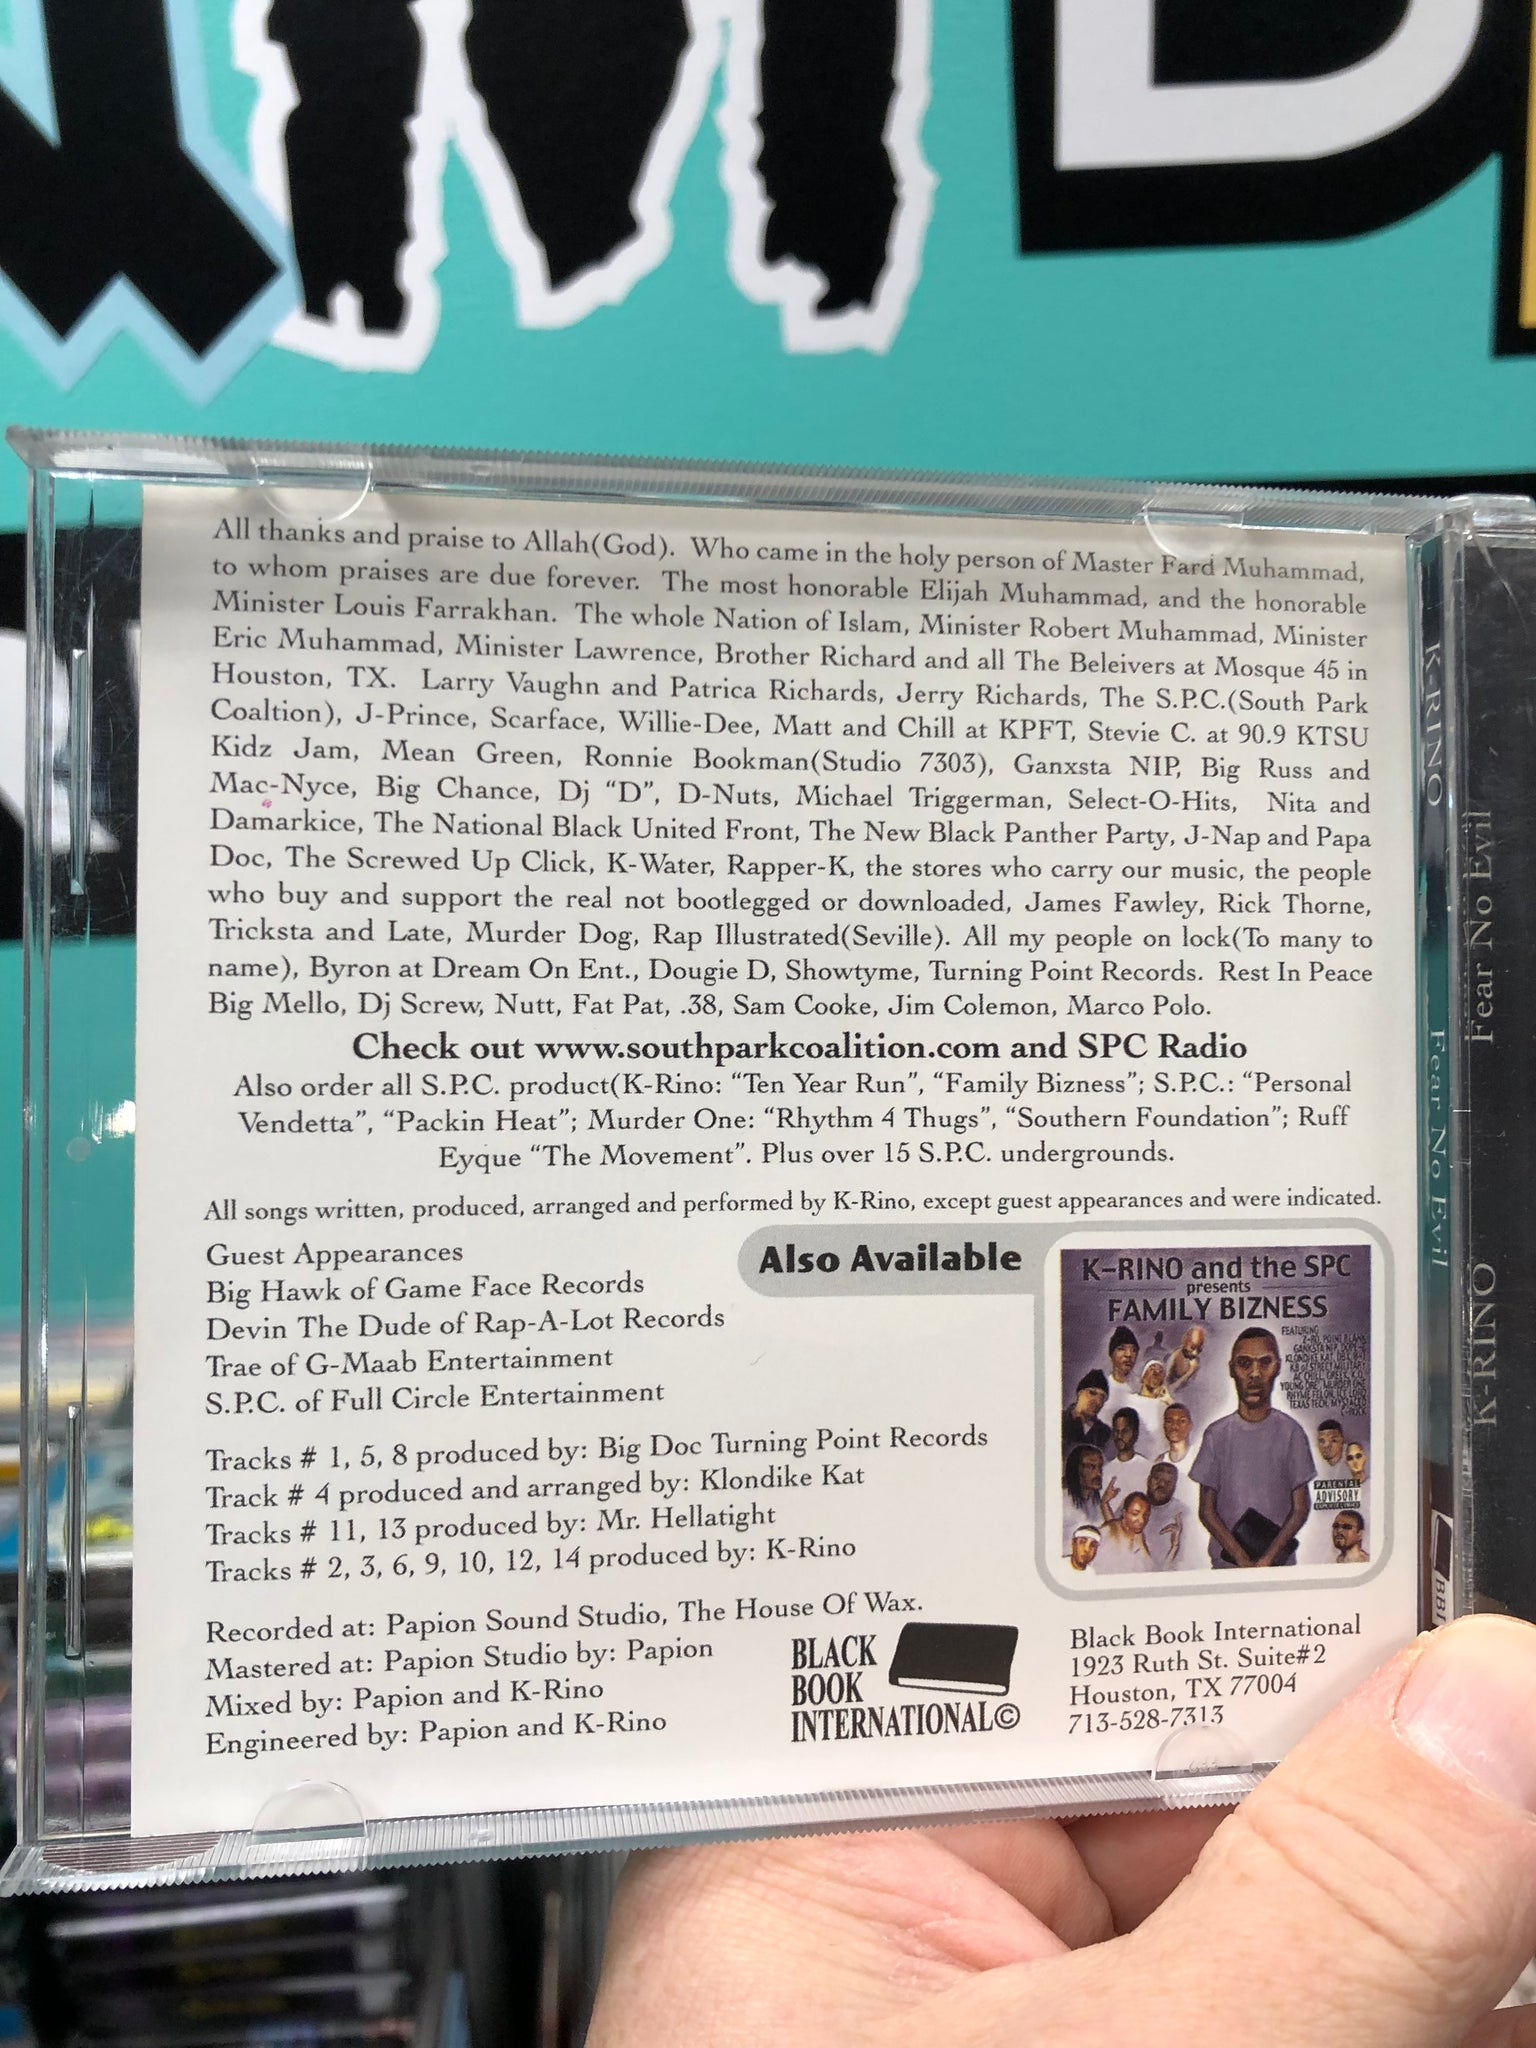 All thanks and praise to Allah(God). Who came in the holy person of Master Fard Muhammad,
to whom praises are due forever. The most honorable Elijah Muhammad, and the honorable
Minister Louis Farrakhan. The whole Nation of Islam, Minister Robert Muhammad, Minister
Eric Muhammad, Minister Lawrence, Brother Richard and all The Beleivers at Mosque 45 in
Houston, TX. Larry Vaughn and Patrica Richards, Jerry Richards, The S.P.C.(South Park
Coaltion), J-Prince, Scarface, Willie-Dee, Matt and Chill at KPFT, Stevie C. at 90.9 KTSU
Kidz Jam, Mean Green, Ronnie Bookman(Studio 7303), Ganxsta NIP, Big Russ and
Mac-Nyce, Big Chance, Dj “D”, D-Nuts, Michael Triggerman, Select-O-Hits, Nita and
Damarkice, The National Black United Front, The New Black Panther Party, J-Nap and Papa
Doc, The Screwed Up Click, K-Water, Rapper-K, the stores who carry our music, the people
who buy and support the real not bootlegged or downloaded, James Fawley, Rick Thorne,
Tricksta and Late, Murder Dog, Rap Illustrated(Seville). All my people on lock(To many to
name), Byron at Dream On Ent., Dougie D, Showtyme, Turning Point Records. Rest In Peace
Big Mello, Dj Screw, Nutt, Fat Pat, .38, Sam Cooke, Jim Colemon, Marco Polo.
Check out www.southparkcoalition.com and SPC Radio
Also order all S.P.C. product(K-Rino: “Ten Year Run”, “Family Bizness”; S.P.C.: “Personal
Vendetta”, “Packin Heat”; Murder One: “Rhythm 4 Thugs”, “Southern Foundation”; Ruff
Eyque “The Movement”. Plus over 15 S.P.C. undergrounds.
All songs written, produced, arranged and performed by K-Rino, except guest appearances and were indicated.
Guest Appearances
Big Hawk of Game Face Records
Devin The Dude of Rap-A-Lot Records
Trae of G-Maab Entertainment
S.P.C. of Full Circle Entertainment
Tracks # 1, 5, 8 produced by: Big Doc Turning Point Records
Track # 4 produced and arranged by: Klondike Kat
Tracks # 11, 13 produced by: Mr. Hellatight
Tracks # 2, 3, 6, 9, 10, 12, 14 produced by: K-Rino
Recorded at: Papion Sound Studio, The House Of Wax.
Mastered at: Papion Studio by: Papion
Mixed by: Papion and K-Rino
Engineered by: Papion and K-Rino
Also Available
K-RINO and the SPC
presents
FAMILY BIZNESS
FEATURING
PARENTAL
ADVISORY
BLACK
BOOK
INTERNATIONAL©
Black Book International
1923 Ruth St. Suite#2
Houston, TX 77004
713-528-7313
K-RINO
Fear No Evil
BBI
Fear No Evil
K-RINO